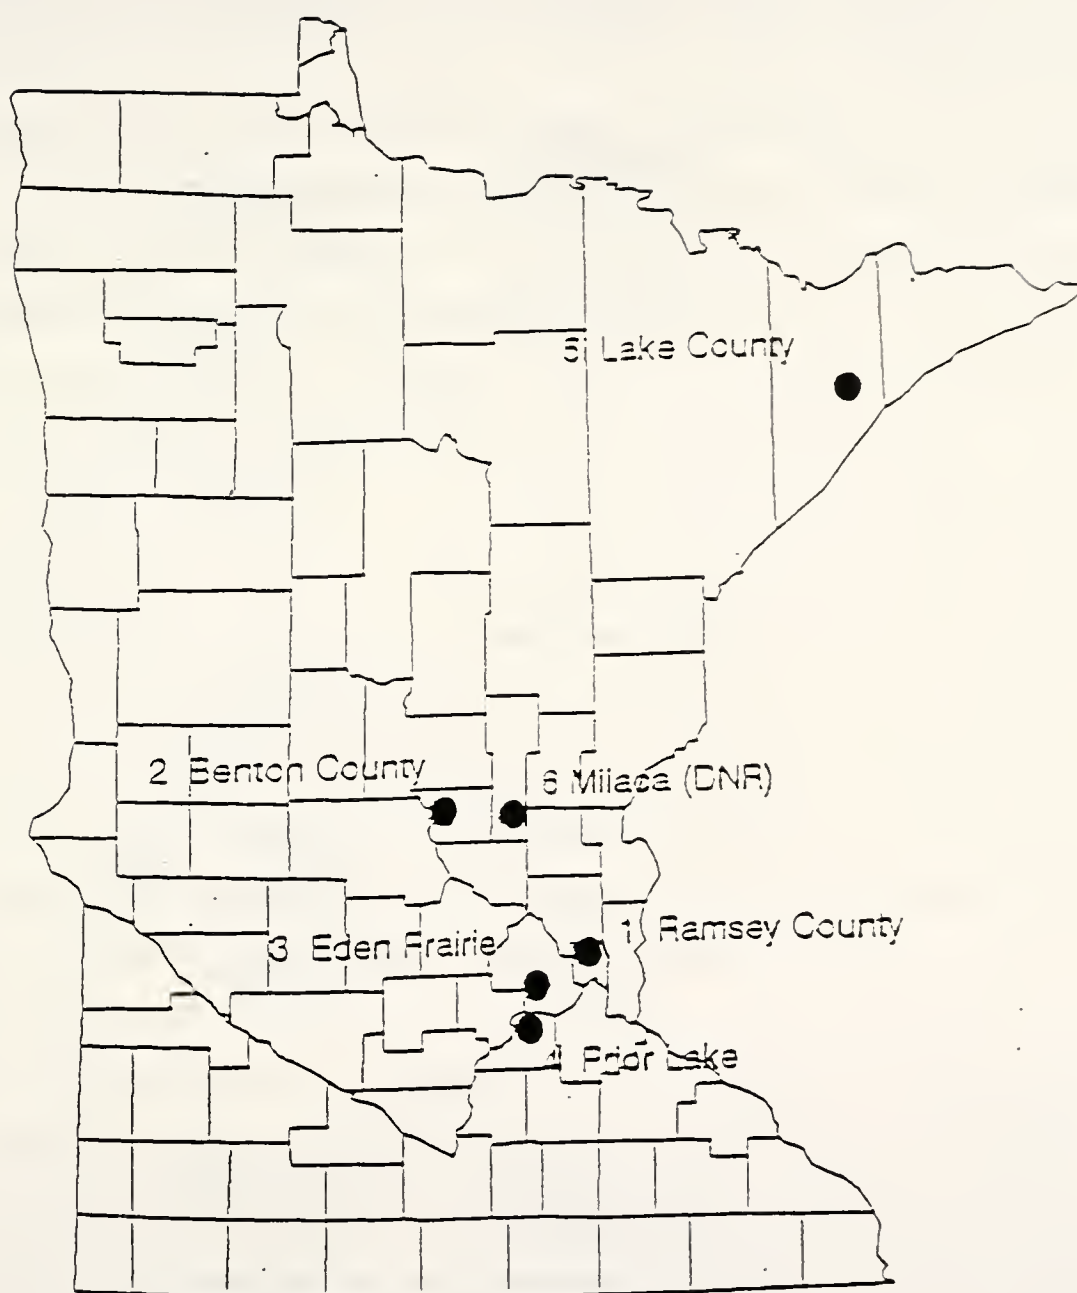 5 Lake County
2 Benton County
6 Milaca (DNR)
1 Ramsey County
3 Eden Prairie
4 Prior Lake